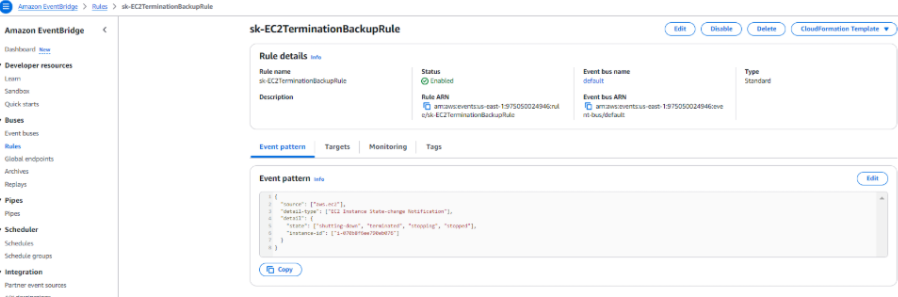 Amazon EventBridge > Rules > sk-EC2TerminationBackupRule
Amazon EventBridge
Dashboard New
Developer resources
Learn
Sandbox
Quick starts
Buses
Event buses
Rules
Global endpoints
Archives
Replays
Pipes
Pipes
Scheduler
Schedules
Schedule groups
Integration
Partner event sources
sk-EC2TerminationBackupRule
Edit
Disable
Delete
CloudFormation Template
Rule details Info
Rule name
sk-EC2TerminationBackupRule
Status
Enabled
Event bus name
default
Type
Standard
Description
Rule ARN
arn:aws:events:us-east-1:975050024946:rul
e/sk-EC2TerminationBackupRule
Event bus ARN
arn:aws:events:us-east-1:975050024946:eve
nt-bus/default
Event pattern
Targets
Monitoring
Tags
Event pattern Info
Edit
1 {
2 "source": ["aws.ec2"],
3 "detail-type": ["EC2 Instance State-change Notification"],
4 "detail": {
5 "state": ["shutting-down", "terminated", "stopping", "stopped"],
6 "instance-id":
7 }
8 }
Copy